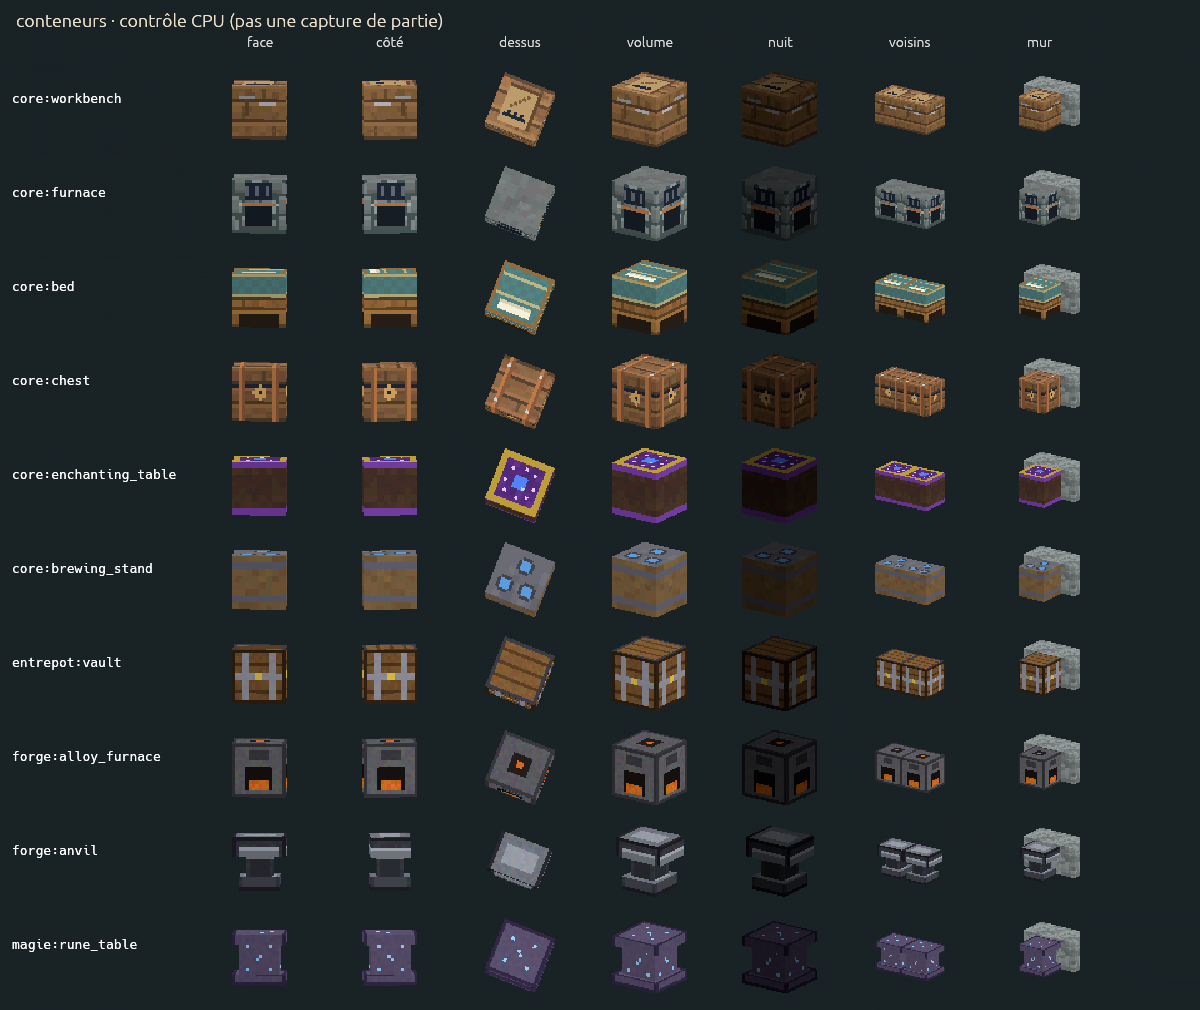 conteneurs · contrôle CPU (pas une capture de partie)
face côté dessus volume nuit voisins mur
core:workbench
core:furnace
core:bed
core:chest
core:enchanting_table
core:brewing_stand
entrepot:vault
forge:alloy_furnace
forge:anvil
magie:rune_table